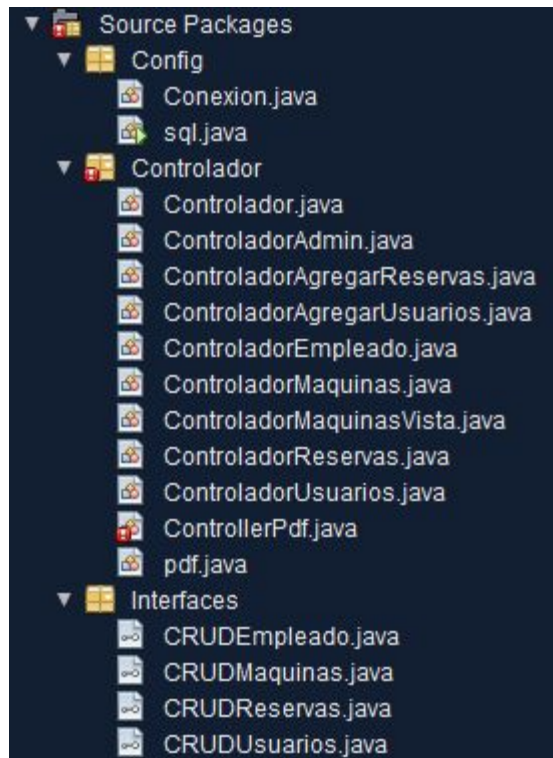 Source Packages
Config
Conexion.java
sql.java
Controlador
Controlador.java
ControladorAdmin.java
ControladorAgregarReservas.java
ControladorAgregarUsuarios.java
ControladorEmpleado.java
ControladorMaquinas.java
ControladorMaquinasVista.java
ControladorReservas.java
ControladorUsuarios.java
ControllerPdf.java
pdf.java
Interfaces
CRUDEmpleado.java
CRUDMaquinas.java
CRUDReservas.java
CRUDUsuarios.java